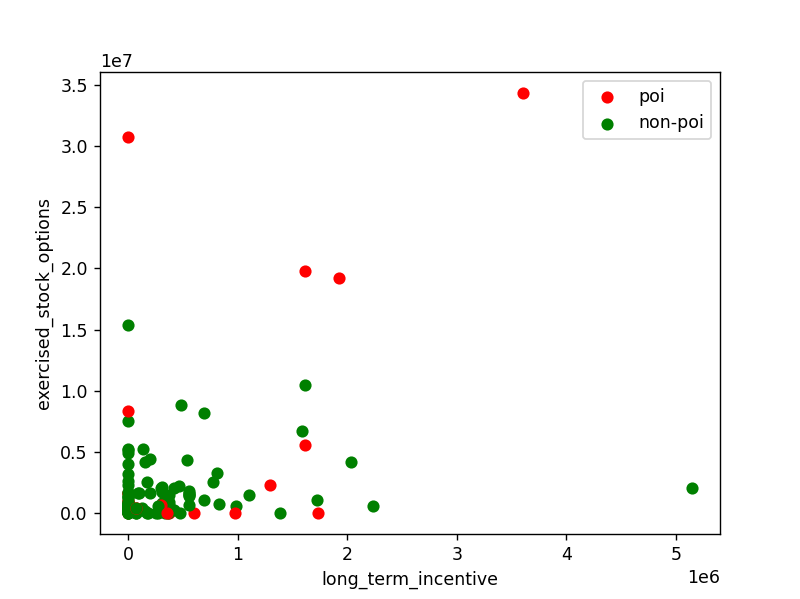 1e7
3.5
3.0
2.5
2.0
1.5
1.0
0.5
0.0
exercised_stock_options
poi
non-poi
0 1 2 3 4 5
long_term_incentive
1e6